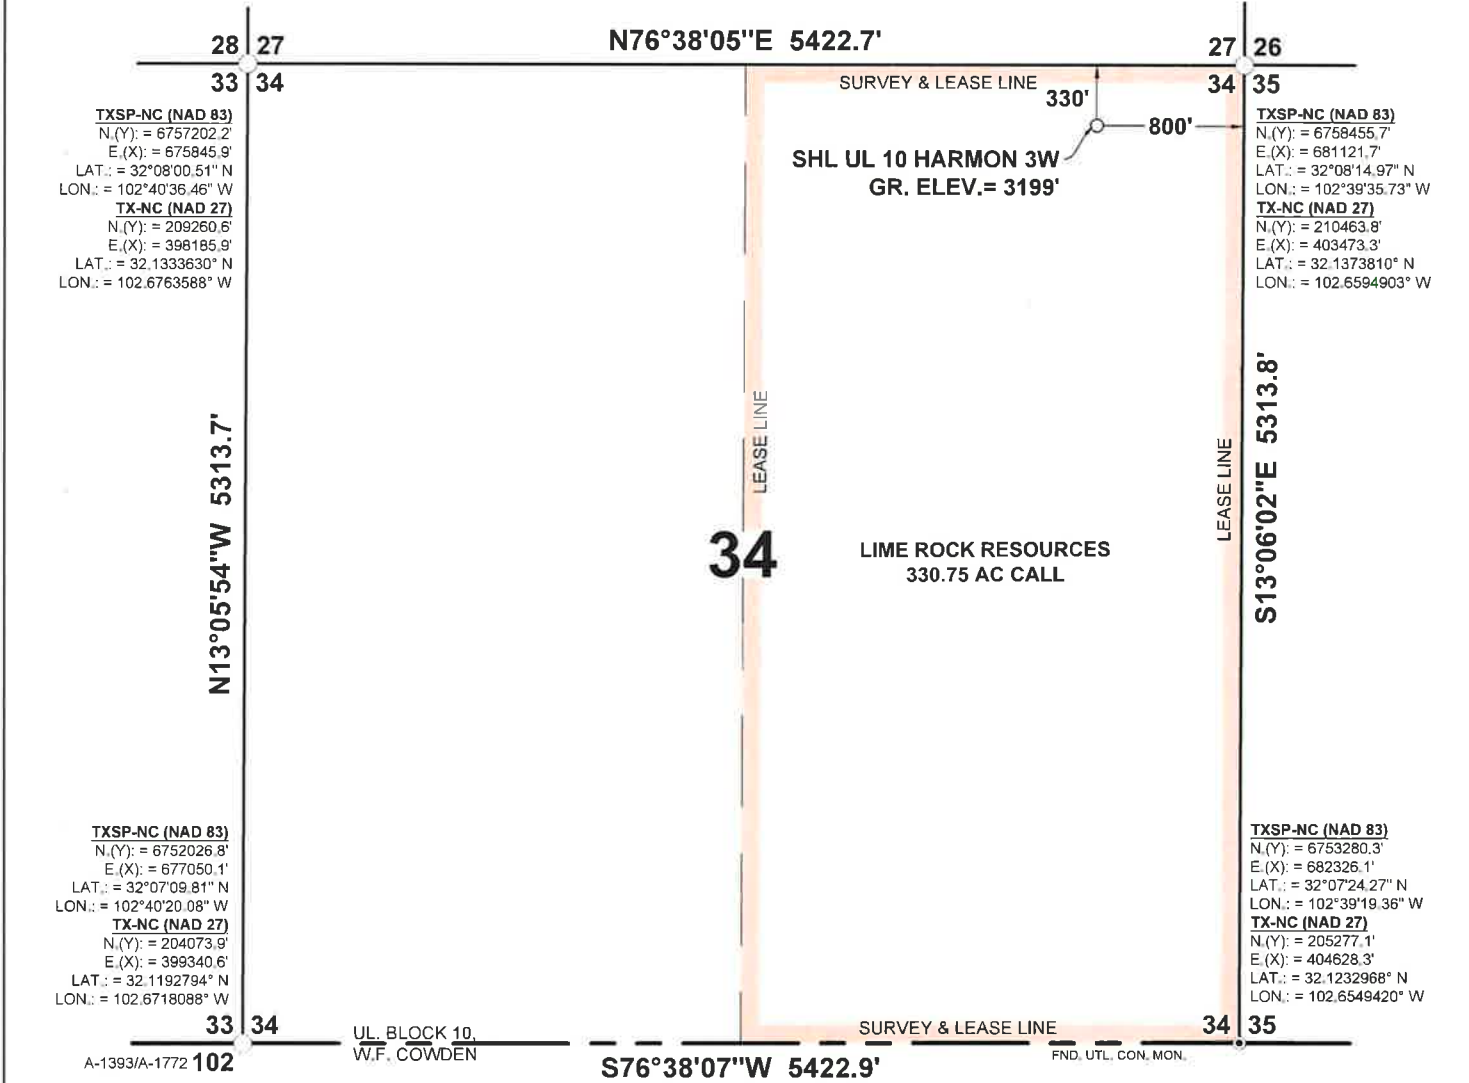 N76°38'05"E 5422.7'
28 27
33 34
27 26
34 35
SURVEY & LEASE LINE
330'
800'
SHL UL 10 HARMON 3W
GR. ELEV.= 3199'
TXSP-NC (NAD 83)
N.(Y): = 6757202.2'
E.(X): = 675845.9'
LAT.: = 32°08'00.51" N
LON.: = 102°40'36.46" W
TX-NC (NAD 27)
N.(Y): = 209260.6'
E.(X): = 398185.9'
LAT.: = 32.1333630° N
LON.: = 102.6763588° W
TXSP-NC (NAD 83)
N.(Y): = 6758455.7'
E.(X): = 681121.7'
LAT.: = 32°08'14.97" N
LON.: = 102°39'35.73" W
TX-NC (NAD 27)
N.(Y): = 210463.8'
E.(X): = 403473.3'
LAT.: = 32.1373810° N
LON.: = 102.6594903° W
N13°05'54"W 5313.7'
LEASE LINE
34
LIME ROCK RESOURCES
330.75 AC CALL
LEASE LINE
S13°06'02"E 5313.8'
TXSP-NC (NAD 83)
N.(Y): = 6752026.8'
E.(X): = 677050.1'
LAT.: = 32°07'09.81" N
LON.: = 102°40'20.08" W
TX-NC (NAD 27)
N.(Y): = 204073.9'
E.(X): = 399340.6'
LAT.: = 32.1192794° N
LON.: = 102.6718088° W
TXSP-NC (NAD 83)
N.(Y): = 6753280.3'
E.(X): = 682326.1'
LAT.: = 32°07'24.27" N
LON.: = 102°39'19.36" W
TX-NC (NAD 27)
N.(Y): = 205277.1'
E.(X): = 404628.3'
LAT.: = 32.1232968° N
LON.: = 102.6549420° W
33 34
A-1393/A-1772 102
UL. BLOCK 10,
W.F. COWDEN
SURVEY & LEASE LINE
34 35
FND. UTL. CON. MON.
S76°38'07"W 5422.9'